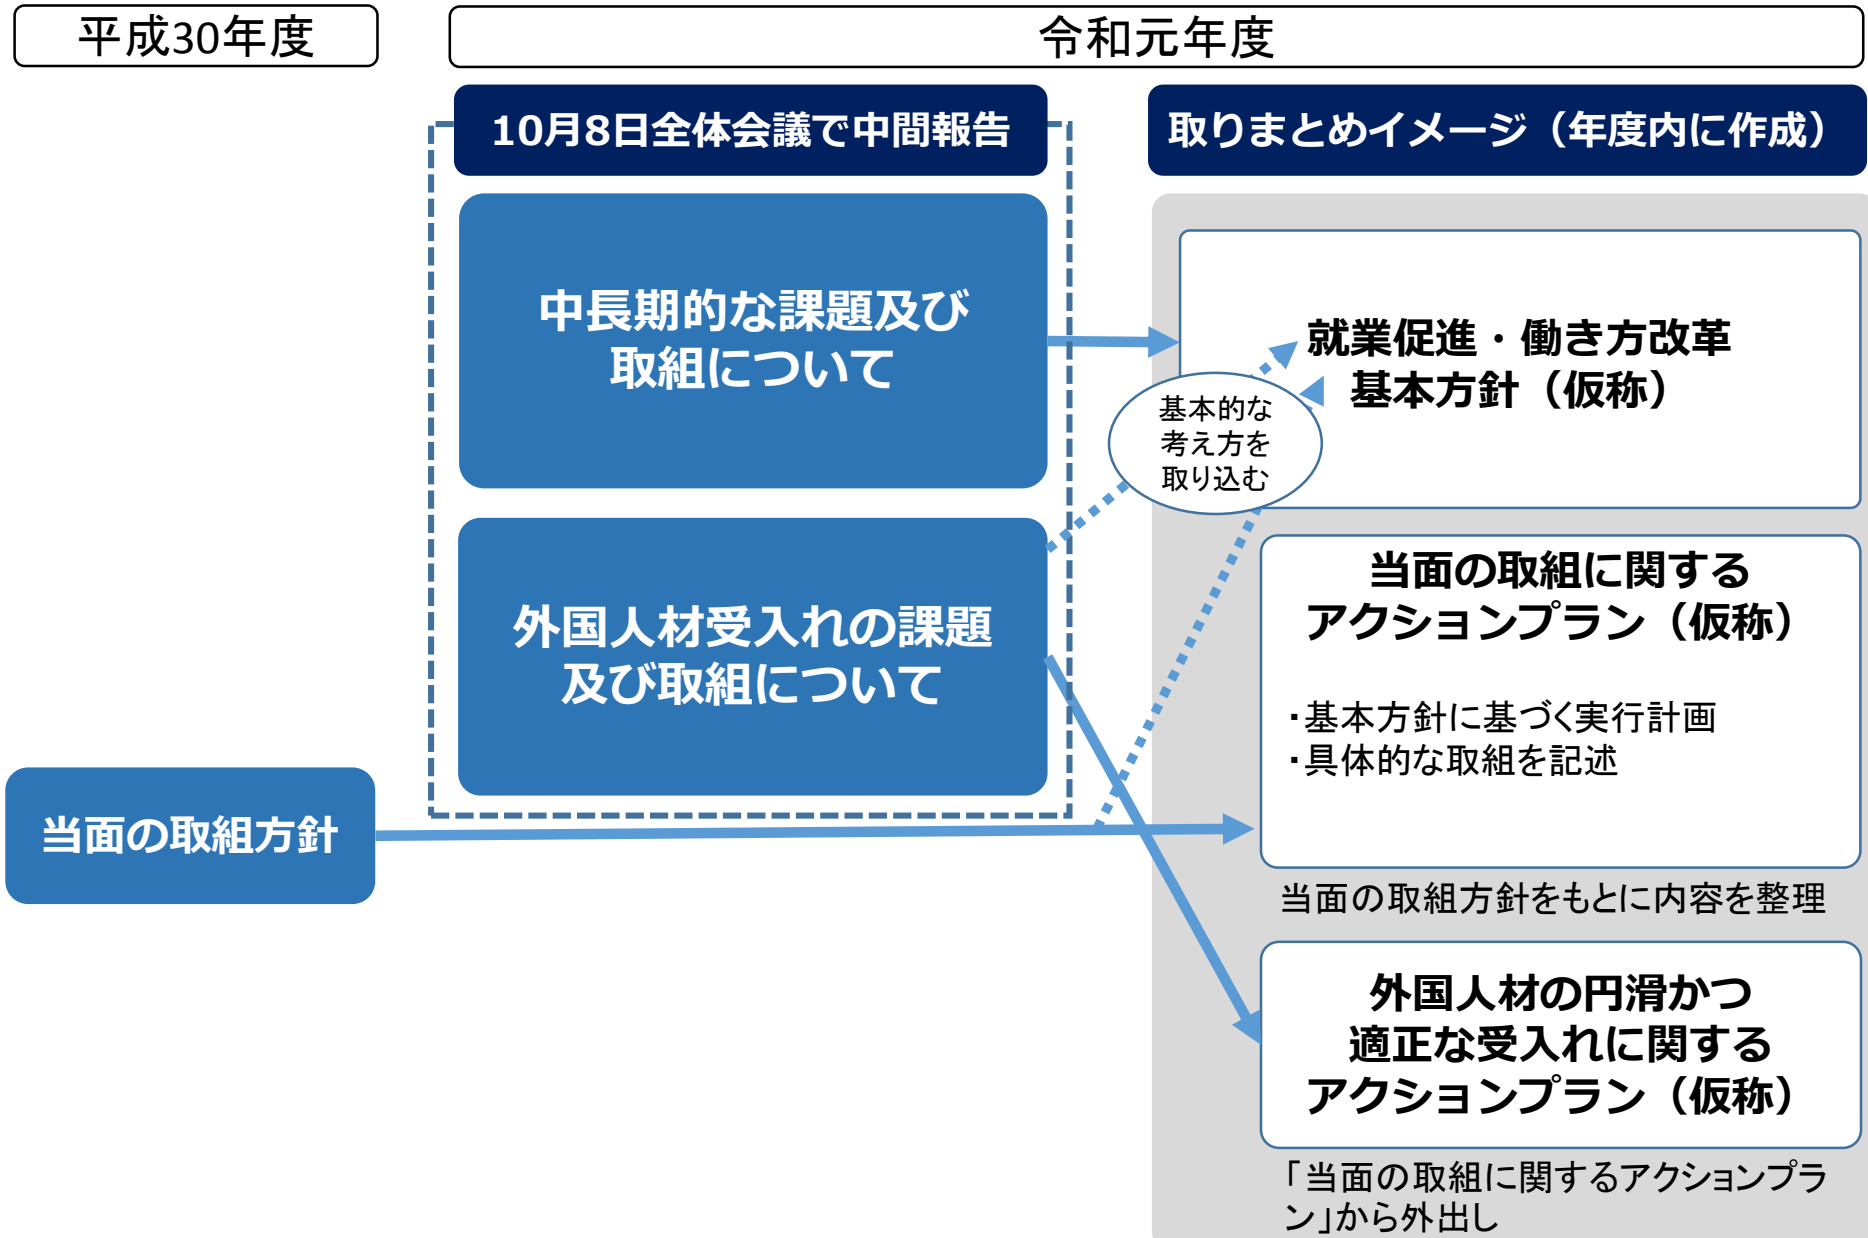 平成30年度
令和元年度
10月8日全体会議で中間報告
取りまとめイメージ（年度内に作成）
中長期的な課題及び
取組について
就業促進・働き方改革
基本方針（仮称）
基本的な
考え方を
取り込む
外国人材受入れの課題
及び取組について
当面の取組に関する
アクションプラン（仮称）
・基本方針に基づく実行計画
・具体的な取組を記述
当面の取組方針
当面の取組方針をもとに内容を整理
外国人材の円滑かつ
適正な受入れに関する
アクションプラン（仮称）
「当面の取組に関するアクションプラ
ン」から外出し